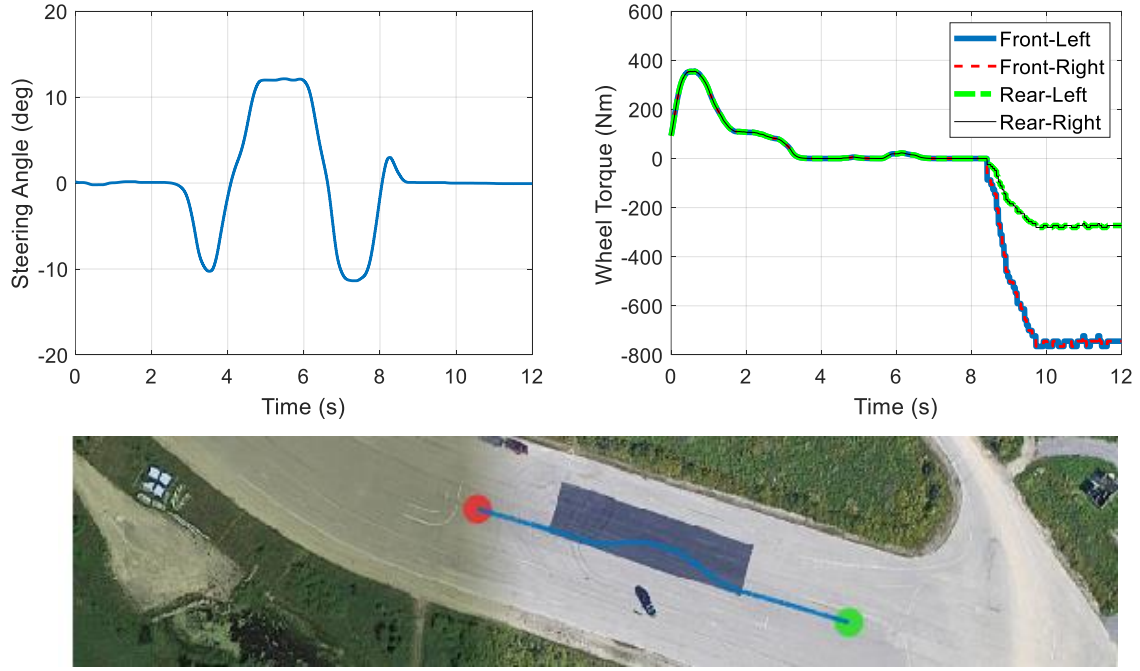 20
10
0
-10
-20
0 2 4 6 8 10 12
Steering Angle (deg)
Time (s)
600
400
200
0
-200
-400
-600
-800
0 2 4 6 8 10 12
Wheel Torque (Nm)
Time (s)
Front-Left
Front-Right
Rear-Left
Rear-Right